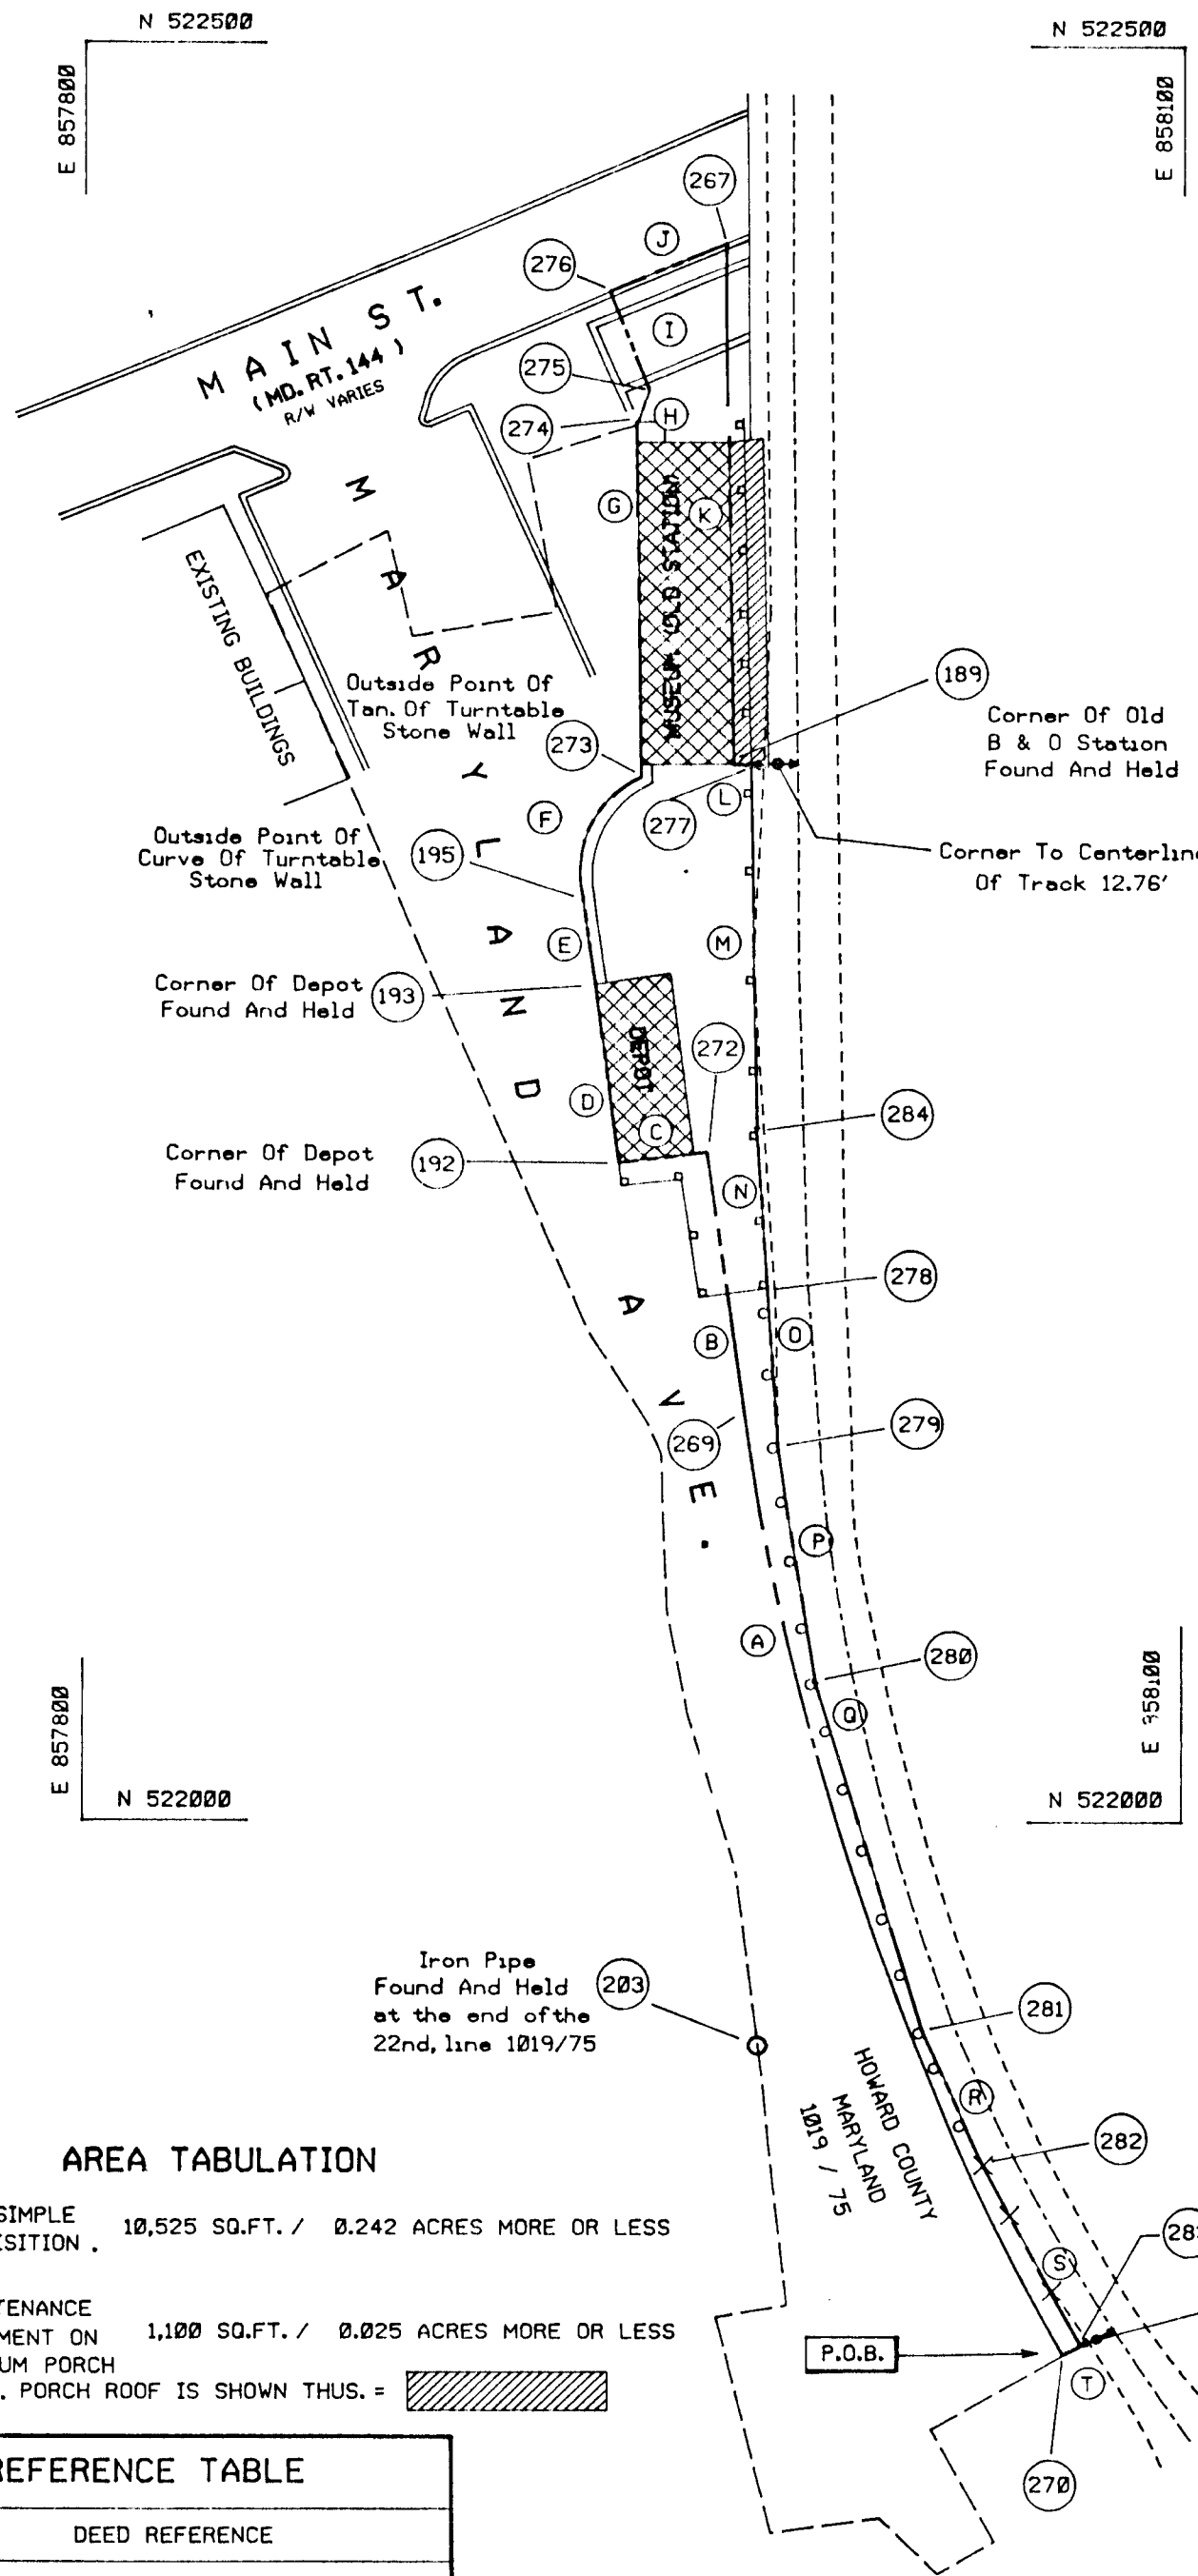 N 522500
N 522500
E 857800
E 858100
267
J
276
MAIN ST.
(MD. RT. 144)
R/W VARIES
I
275
H
274
G
K
MUSEUM (OLD STATION)
MARYLAND AVE.
EXISTING BUILDINGS
Outside Point Of
Tan. Of Turntable
Stone Wall
273
189
Corner Of Old
B & O Station
Found And Held
F
L
277
Outside Point Of
Curve Of Turntable
Stone Wall
195
Corner To Centerline
Of Track 12.76'
E
M
Corner Of Depot
Found And Held
193
DEPOT
272
D
C
284
Corner Of Depot
Found And Held
192
N
278
B
O
269
279
P
A
280
Q
E 857800
N 522000
E 358100
N 522000
Iron Pipe
Found And Held
at the end of the
22nd, line 1019/75
203
281
HOWARD COUNTY
MARYLAND
1019 / 75
R
282
S
P.O.B.
T
270
AREA TABULATION
SIMPLE
SITION . 10,525 SQ.FT. / 0.242 ACRES MORE OR LESS
TENANCE
MENT ON 1,100 SQ.FT. / 0.025 ACRES MORE OR LESS
UM PORCH
. PORCH ROOF IS SHOWN THUS. =
REFERENCE TABLE
DEED REFERENCE